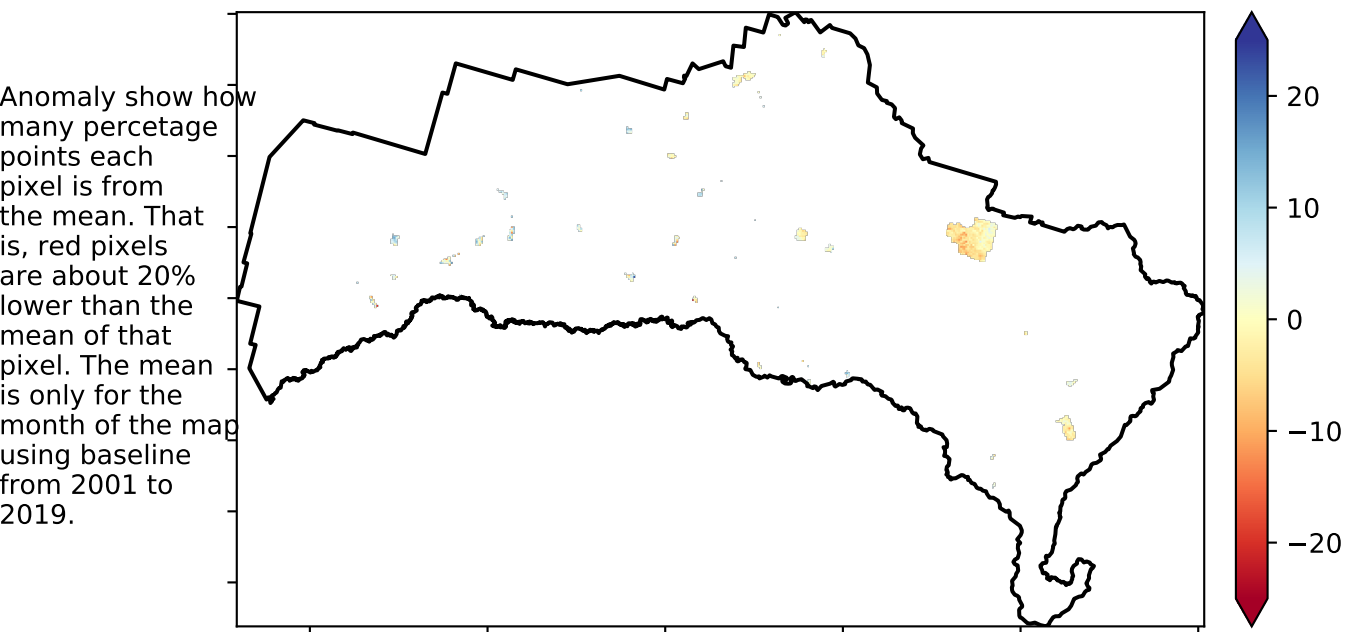 Anomaly show how
many percetage
points each
pixel is from
the mean. That
is, red pixels
are about 20%
lower than the
mean of that
pixel. The mean
is only for the
month of the map
using baseline
from 2001 to
2019.
20
10
0
−10
−20